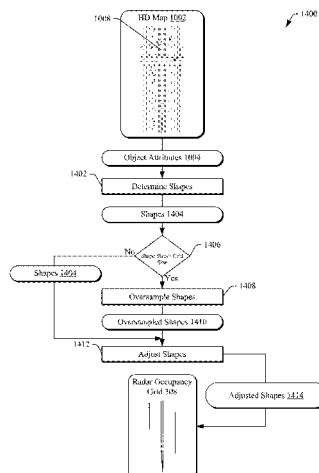 1400
1008
HD Map 1002
Object Attributes 1004
1402
Determine Shapes
Shapes 1404
1406
No
Yes
Shapes 1404
1408
Oversample Shapes
Oversampled Shapes 1410
1412
Adjust Shapes
Radar Occupancy
Grid 308
Adjusted Shapes 1414